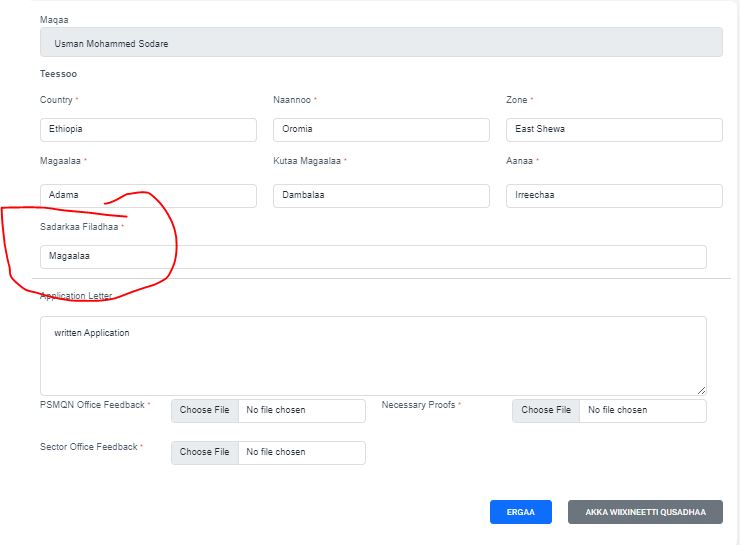 Maqaa
Usman Mohammed Sodare
Teessoo
Country * Naannoo * Zone *
Ethiopia Oromia East Shewa
Magaalaa * Kutaa Magaalaa * Aanaa *
Adama Dambalaa Irreechaa
Sadarkaa Filadhaa *
Magaalaa
Application Letter
written Application
PSMQN Office Feedback * Choose File No file chosen Necessary Proofs * Choose File No file chosen
Sector Office Feedback * Choose File No file chosen
ERGAA AKKA WIIXINEETTI QUSADHAA